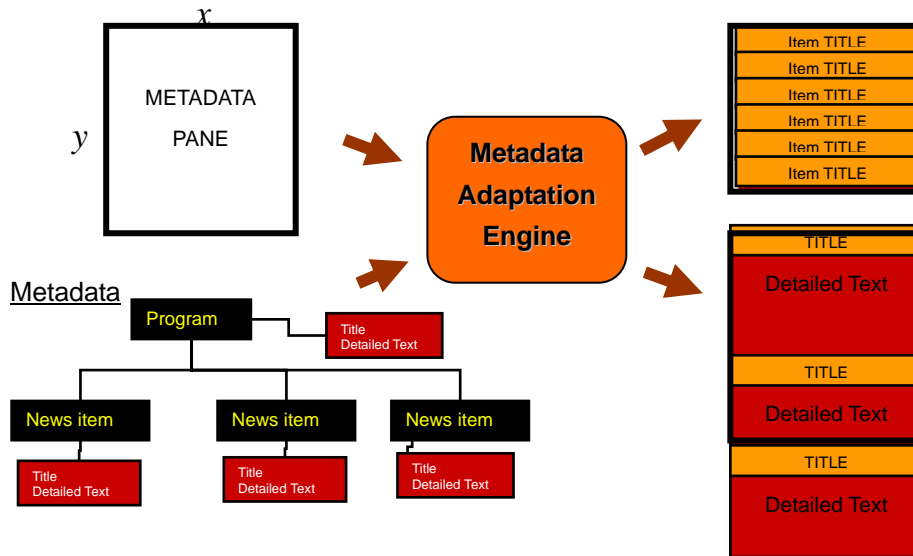 x
METADATA
PANE
y
Metadata
Adaptation
Engine
Item TITLE
Item TITLE
Item TITLE
Item TITLE
Item TITLE
Item TITLE
TITLE
Detailed Text
TITLE
Detailed Text
TITLE
Detailed Text
Metadata
Program
Title
Detailed Text
News item
News item
News item
Title
Detailed Text
Title
Detailed Text
Title
Detailed Text